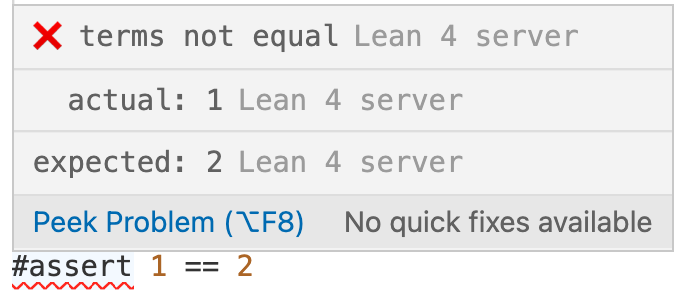 ❌ terms not equal Lean 4 server
actual: 1 Lean 4 server
expected: 2 Lean 4 server
Peek Problem (⌥F8) No quick fixes available
#assert 1 == 2